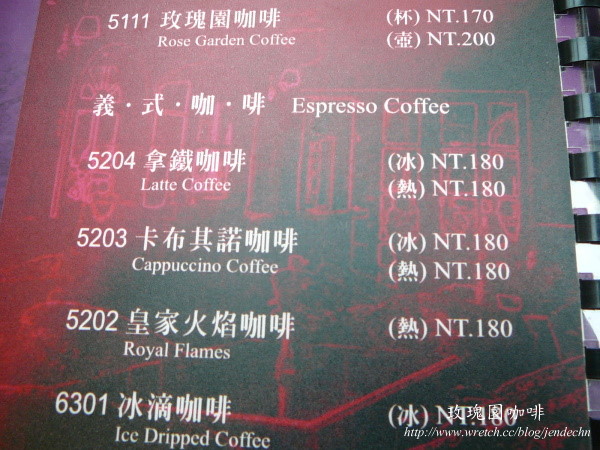 5111 玫瑰園咖啡 (杯) NT.170
Rose Garden Coffee (壺) NT.200
義・式・咖・啡 Espresso Coffee
5204 拿鐵咖啡 (冰) NT.180
Latte Coffee (熱) NT.180
5203 卡布其諾咖啡 (冰) NT.180
Cappuccino Coffee (熱) NT.180
5202 皇家火焰咖啡 (熱) NT.180
Royal Flames
6301 冰滴咖啡 (冰) NT.180
Ice Dripped Coffee
玫瑰園咖啡
http://www.wretch.cc/blog/jendechn